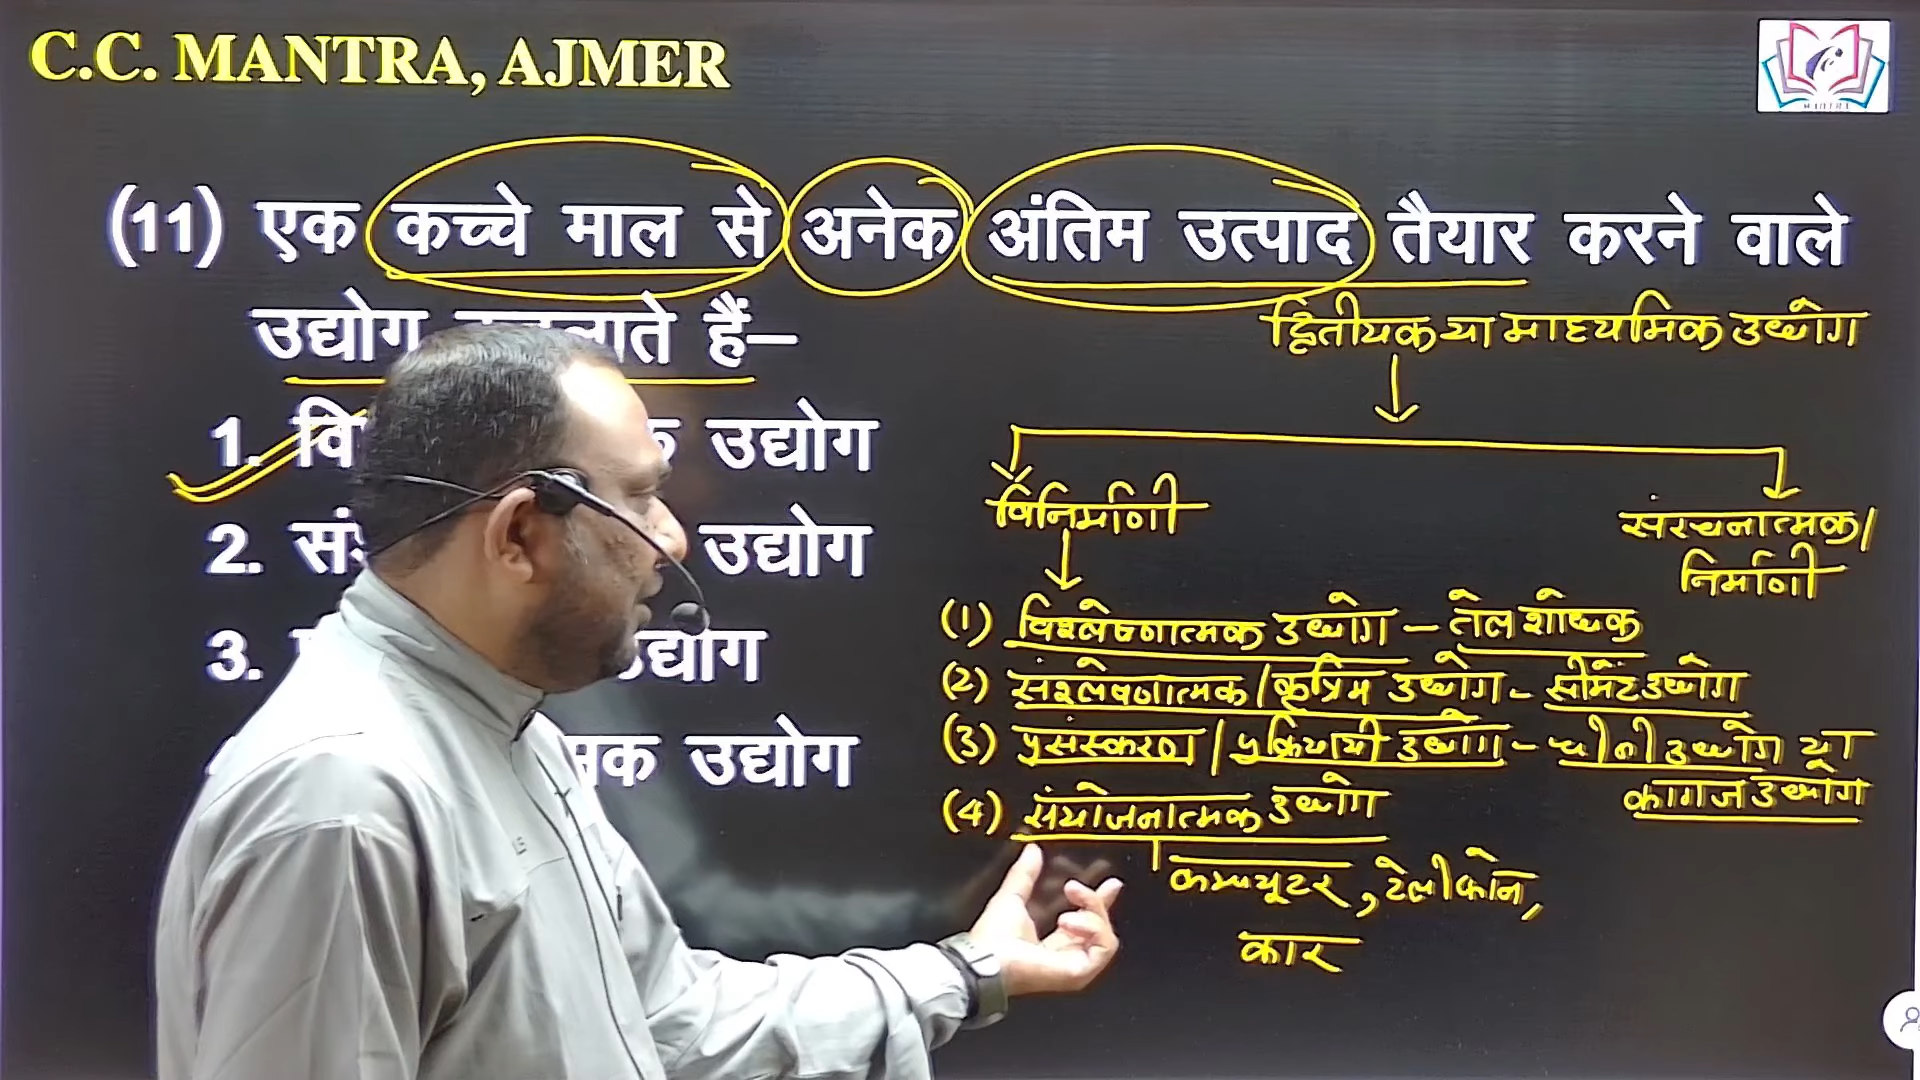 C.C. MANTRA, AJMER
(11) एक कच्चे माल से अनेक अंतिम उत्पाद तैयार करने वाले
उद्योग हैं–
1. उद्योग
2. उद्योग
3. उद्योग
उद्योग
द्वितीयक या माध्यमिक उद्योग
विनिर्माणी
संरचनात्मक/
निर्माणी
(1) विश्लेषणात्मक उद्योग – तेल शोधक
(2) संश्लेषणात्मक/कृत्रिम उद्योग – सीमेंट उद्योग
(3) प्रसंस्करण/प्रक्रियायी उद्योग – चीनी उद्योग या
कागज उद्योग
(4) संयोजनात्मक उद्योग
कम्प्यूटर, टेलीफोन,
कार